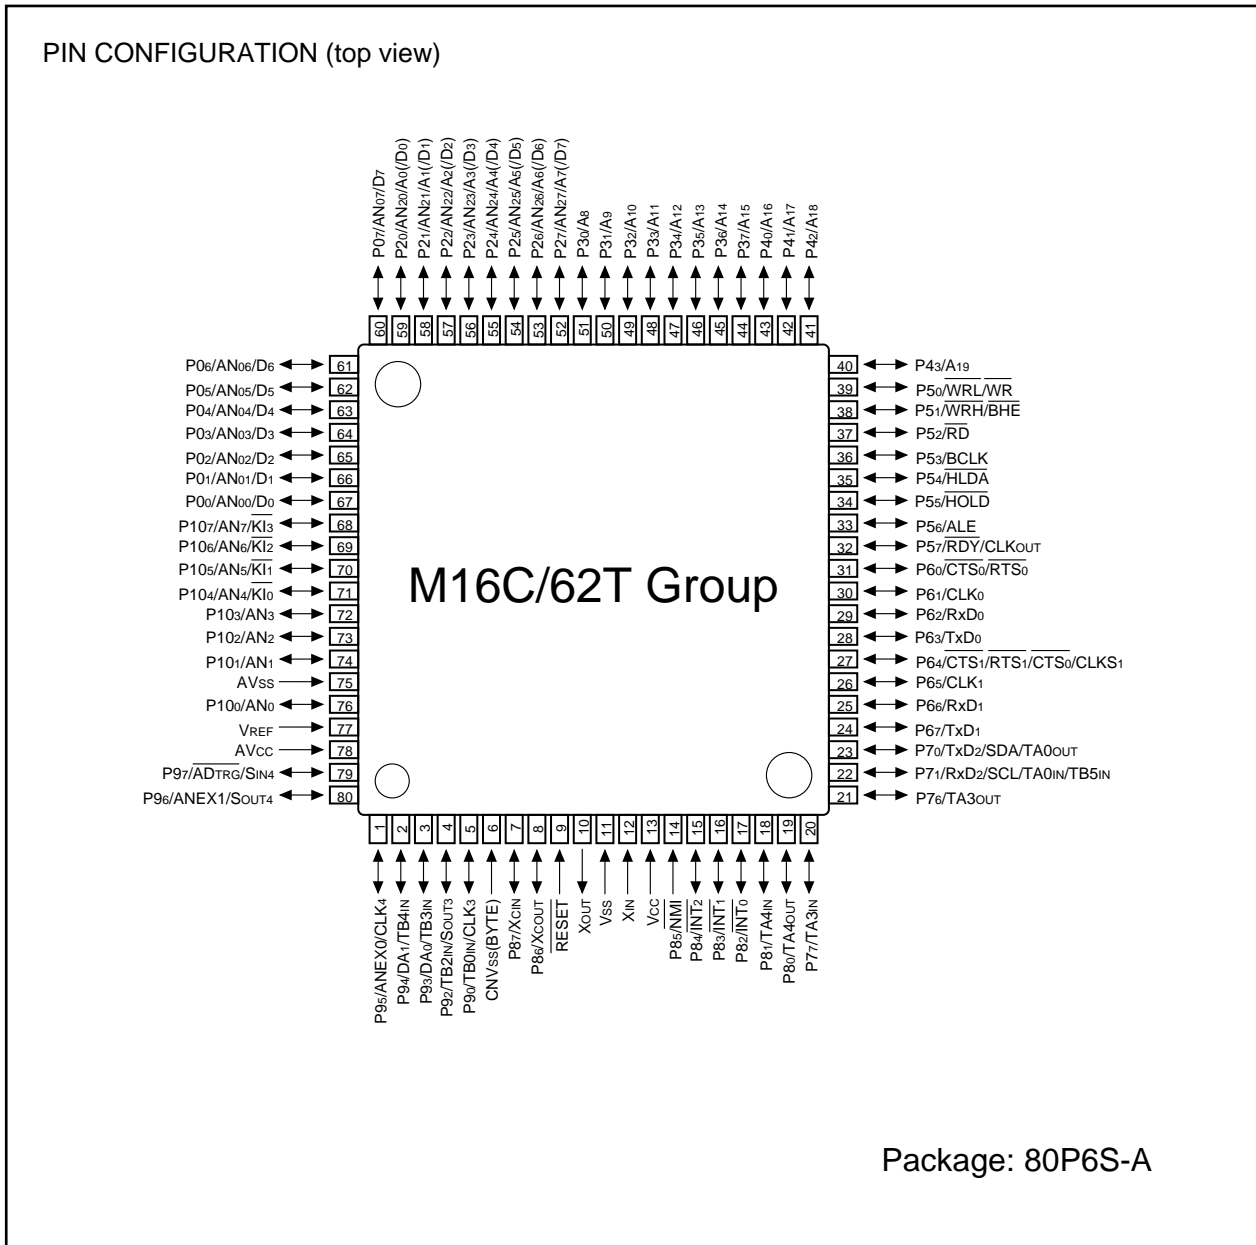 PIN CONFIGURATION (top view)
P07/AN07/D7
P20/AN20/A0(/D0)
P21/AN21/A1(/D1)
P22/AN22/A2(/D2)
P23/AN23/A3(/D3)
P24/AN24/A4(/D4)
P25/AN25/A5(/D5)
P26/AN26/A6(/D6)
P27/AN27/A7(/D7)
P30/A8
P31/A9
P32/A10
P33/A11
P34/A12
P35/A13
P36/A14
P37/A15
P40/A16
P41/A17
P42/A18
60 59 58 57 56 55 54 53 52 51 50 49 48 47 46 45 44 43 42 41
P06/AN06/D6 61
P05/AN05/D5 62
P04/AN04/D4 63
P03/AN03/D3 64
P02/AN02/D2 65
P01/AN01/D1 66
P00/AN00/D0 67
P107/AN7/KI3 68
P106/AN6/KI2 69
P105/AN5/KI1 70
P104/AN4/KI0 71
P103/AN3 72
P102/AN2 73
P101/AN1 74
AVSS 75
P100/AN0 76
VREF 77
AVCC 78
P97/ADTRG/SIN4 79
P96/ANEX1/SOUT4 80
M16C/62T Group
40 P43/A19
39 P50/WRL/WR
38 P51/WRH/BHE
37 P52/RD
36 P53/BCLK
35 P54/HLDA
34 P55/HOLD
33 P56/ALE
32 P57/RDY/CLKOUT
31 P60/CTS0/RTS0
30 P61/CLK0
29 P62/RxD0
28 P63/TxD0
27 P64/CTS1/RTS1/CTS0/CLKS1
26 P65/CLK1
25 P66/RxD1
24 P67/TxD1
23 P70/TxD2/SDA/TA0OUT
22 P71/RxD2/SCL/TA0IN/TB5IN
21 P76/TA3OUT
1 2 3 4 5 6 7 8 9 10 11 12 13 14 15 16 17 18 19 20
P95/ANEX0/CLK4
P94/DA1/TB4IN
P93/DA0/TB3IN
P92/TB2IN/SOUT3
P90/TB0IN/CLK3
CNVSS(BYTE)
P87/XCIN
P86/XCOUT
RESET
XOUT
VSS
XIN
VCC
P85/NMI
P84/INT2
P83/INT1
P82/INT0
P81/TA4IN
P80/TA4OUT
P77/TA3IN
Package: 80P6S-A